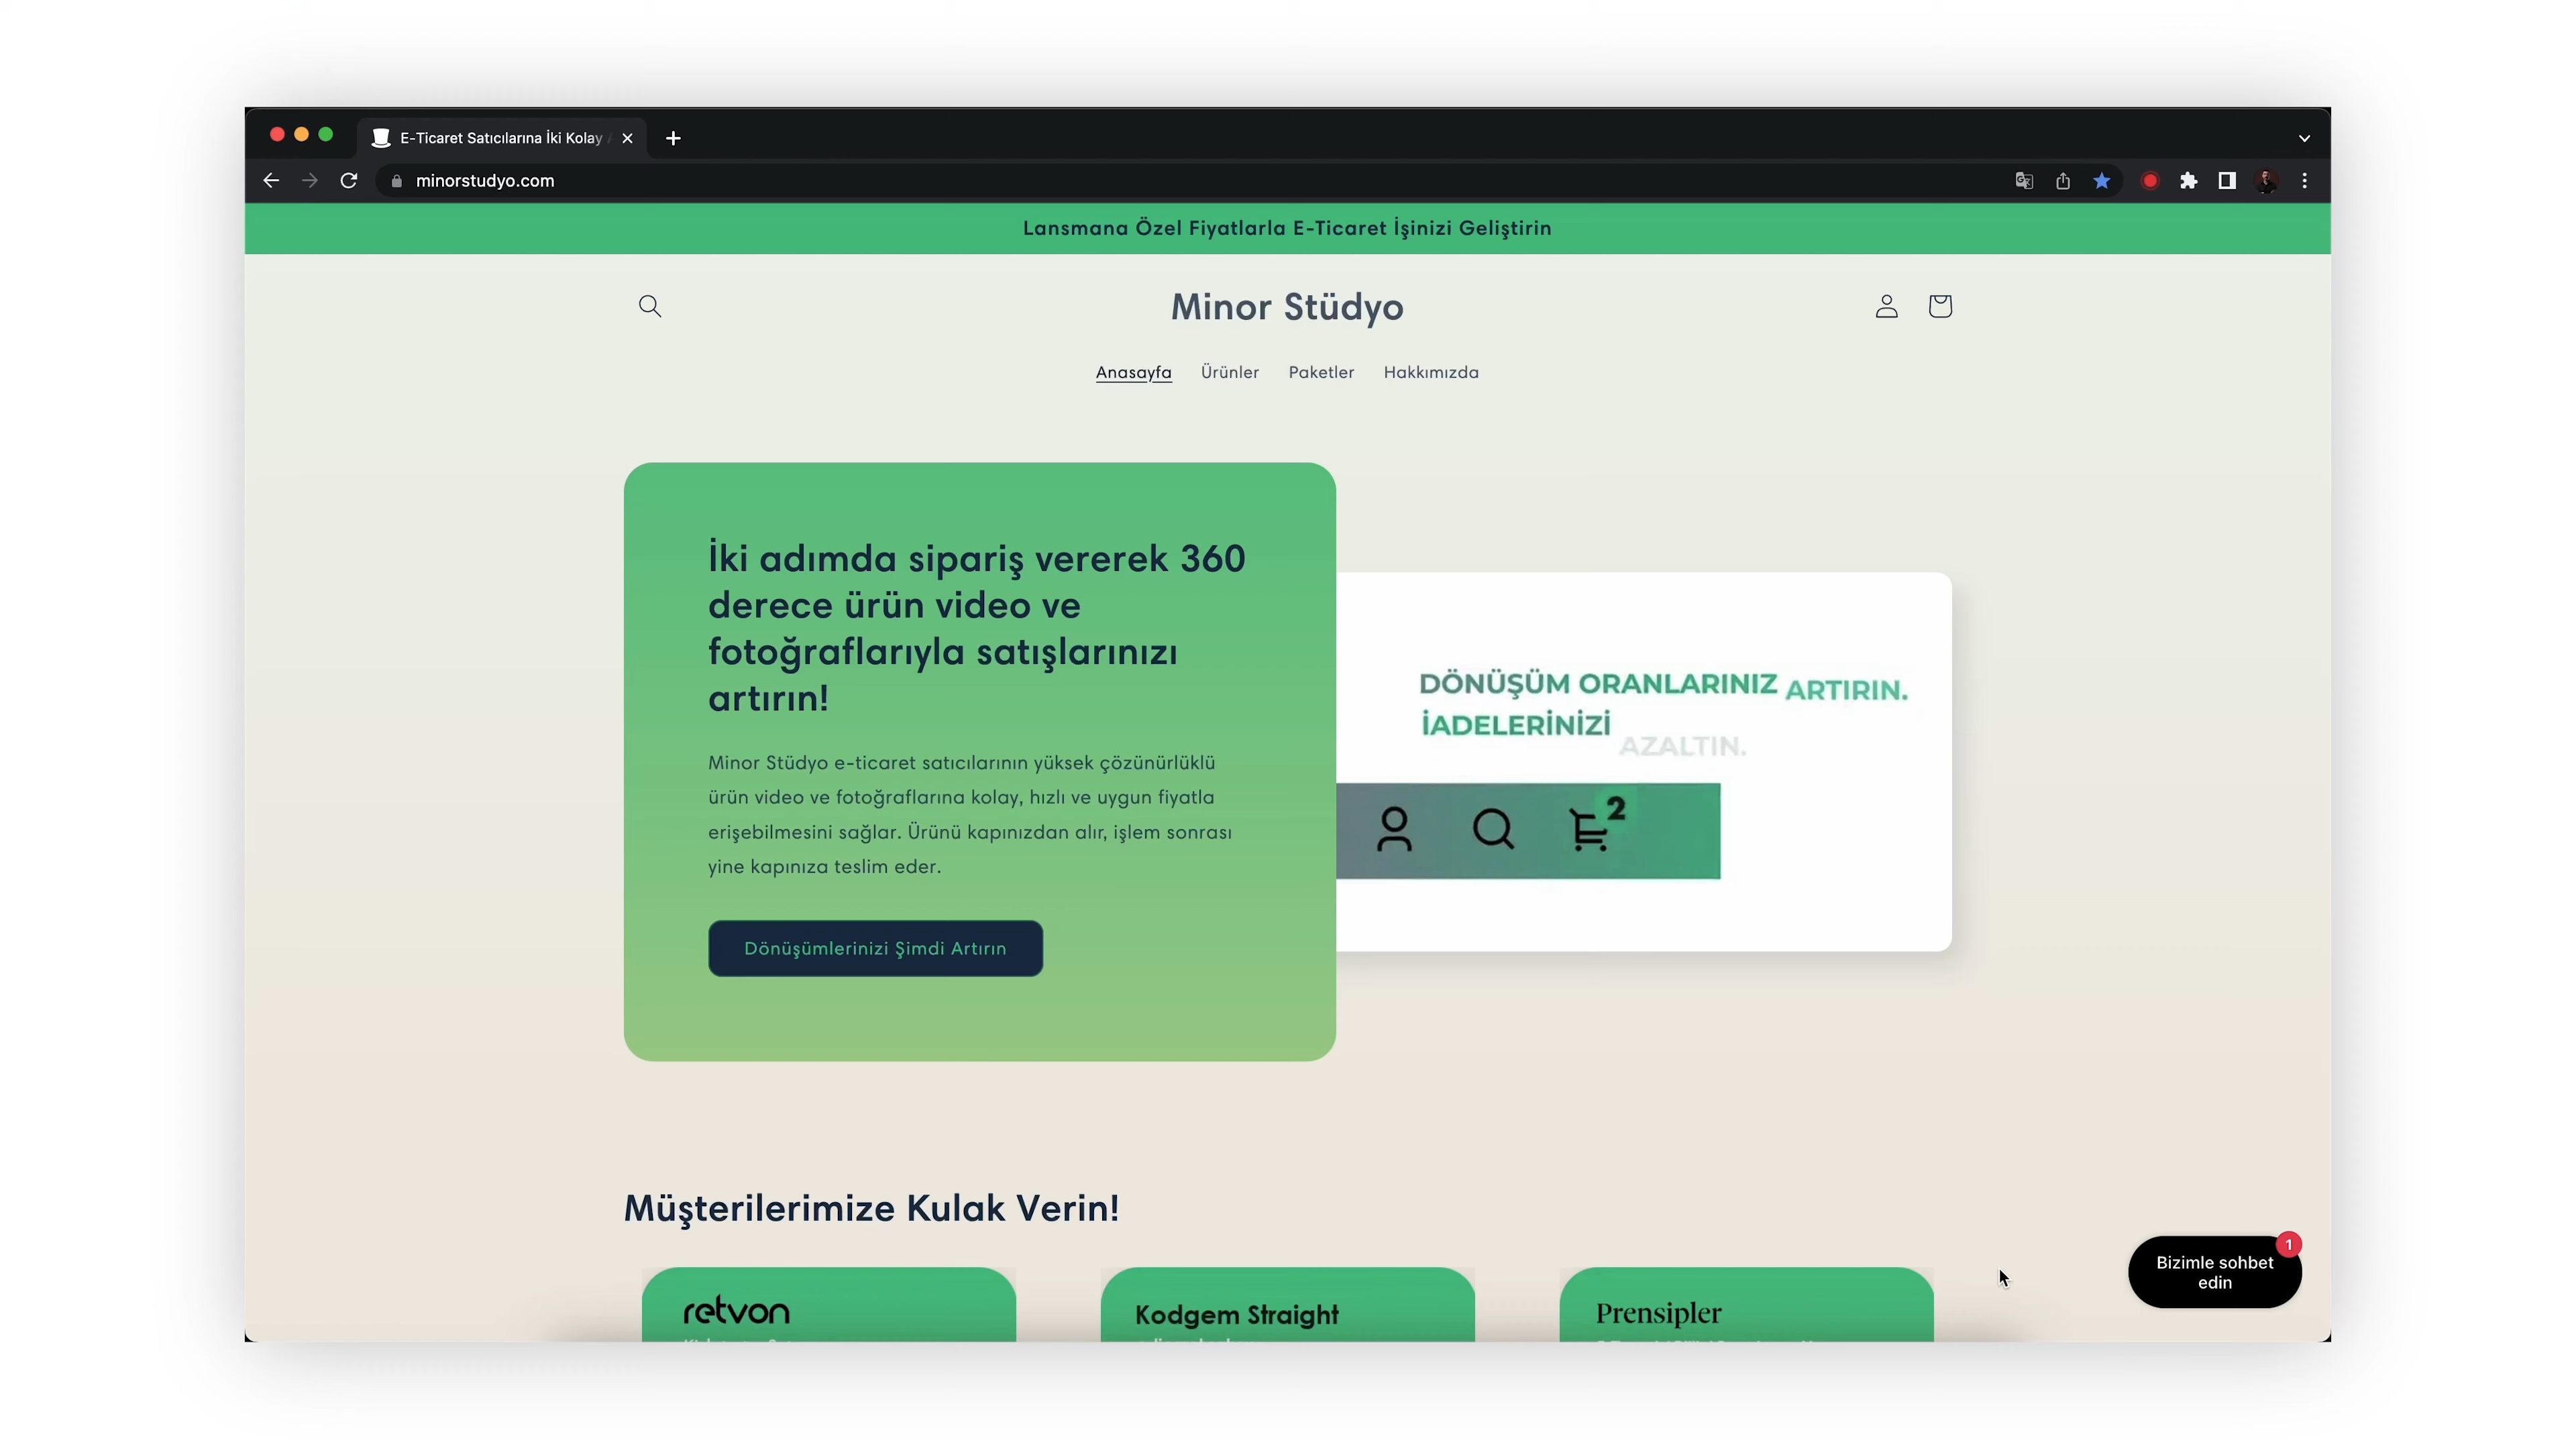 E-Ticaret Satıcılarına İki Kolay
minorstudyo.com
Lansmana Özel Fiyatlarla E-Ticaret İşinizi Geliştirin
Minor Stüdyo
Anasayfa Ürünler Paketler Hakkımızda
İki adımda sipariş vererek 360
derece ürün video ve
fotoğraflarıyla satışlarınızı
artırın!
Minor Stüdyo e-ticaret satıcılarının yüksek çözünürlüklü
ürün video ve fotoğraflarına kolay, hızlı ve uygun fiyatla
erişebilmesini sağlar. Ürünü kapınızdan alır, işlem sonrası
yine kapınıza teslim eder.
Dönüşümlerinizi Şimdi Artırın
DÖNÜŞÜM ORANLARINIZ ARTIRIN.
İADELERİNİZİ
AZALTIN.
2
Müşterilerimize Kulak Verin!
retvon
Kodgem Straight
Prensipler
1
Bizimle sohbet
edin